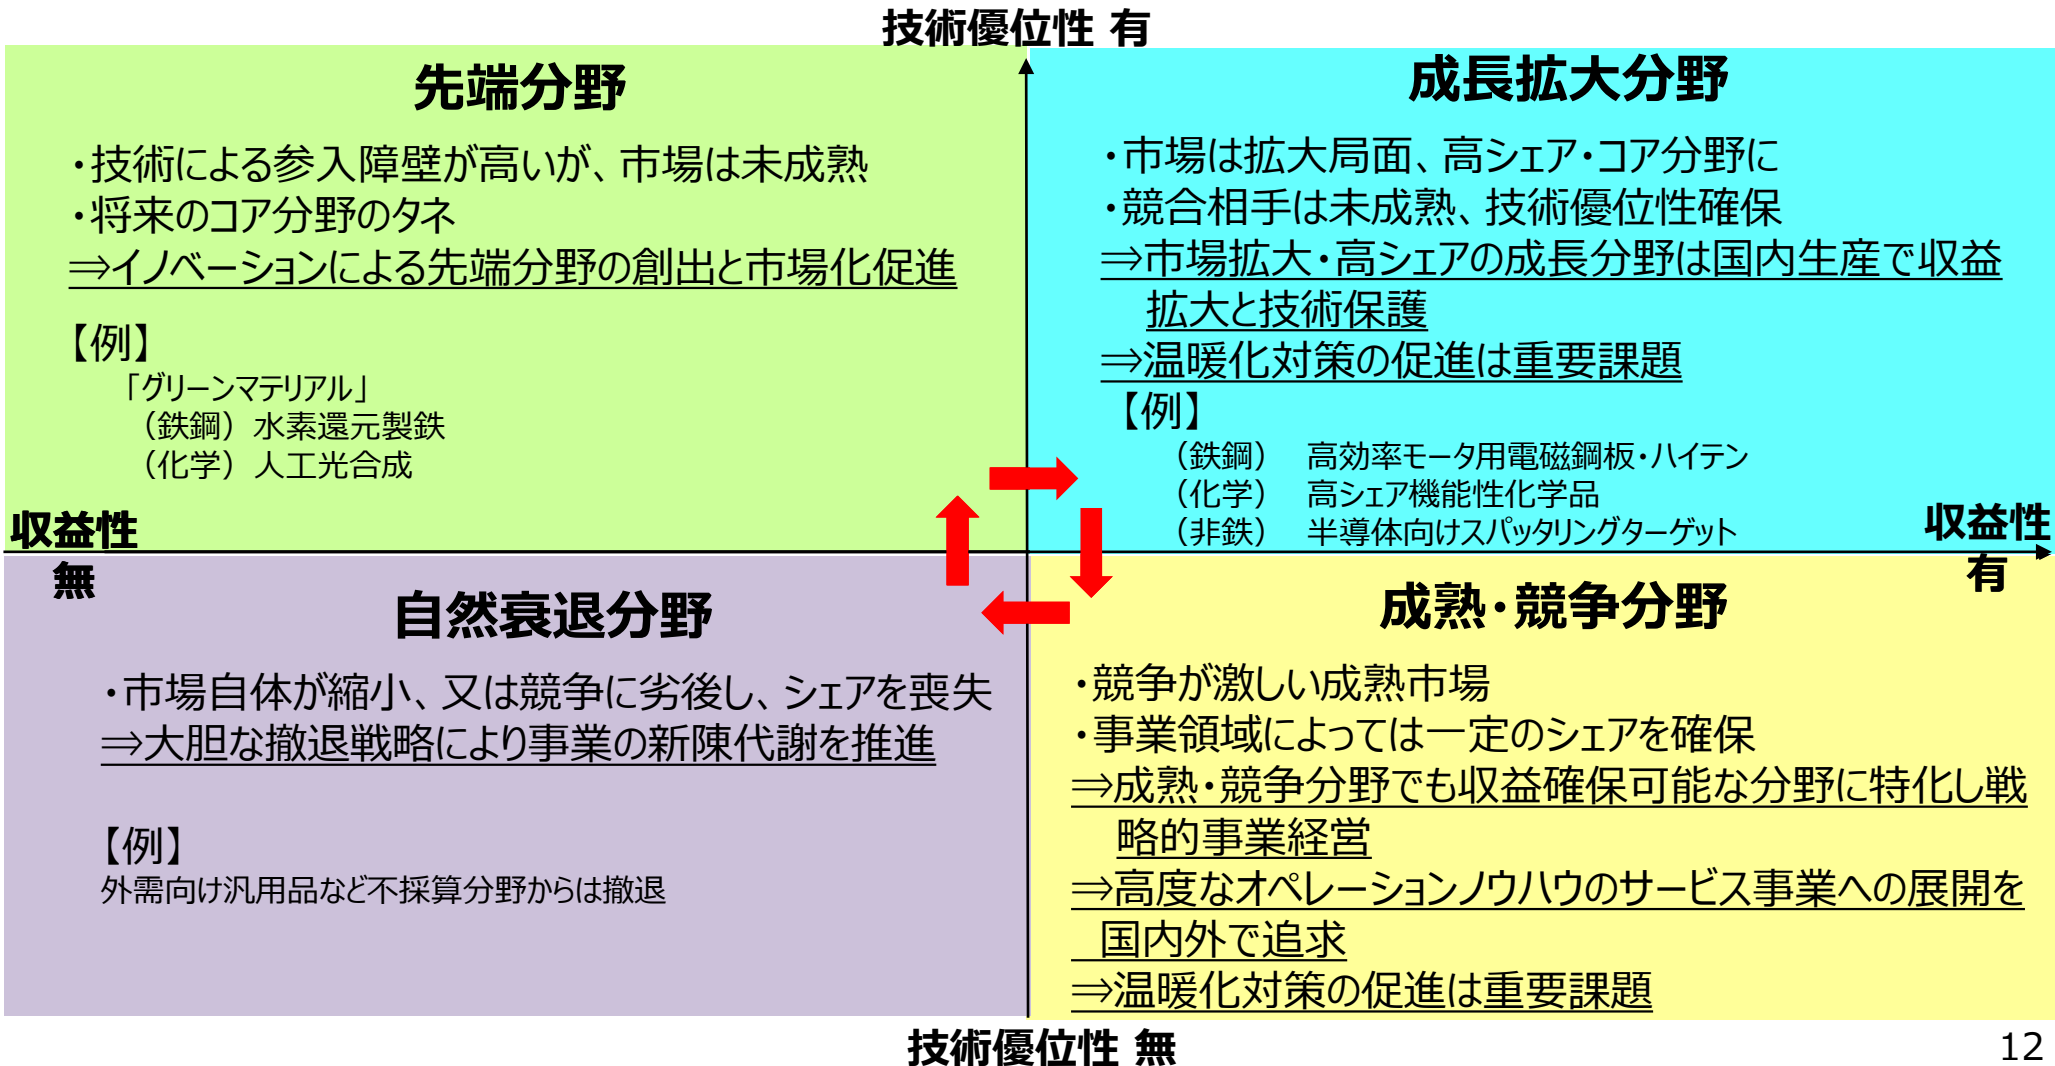 技術優位性 有
先端分野
・技術による参入障壁が高いが、市場は未成熟
・将来のコア分野のタネ
⇒イノベーションによる先端分野の創出と市場化促進
【例】
「グリーンマテリアル」
（鉄鋼）水素還元製鉄
（化学）人工光合成
成長拡大分野
・市場は拡大局面、高シェア・コア分野に
・競合相手は未成熟、技術優位性確保
⇒市場拡大・高シェアの成長分野は国内生産で収益
拡大と技術保護
⇒温暖化対策の促進は重要課題
【例】
（鉄鋼） 高効率モータ用電磁鋼板・ハイテン
（化学） 高シェア機能性化学品
（非鉄） 半導体向けスパッタリングターゲット
収益性
無
収益性
有
自然衰退分野
・市場自体が縮小、又は競争に劣後し、シェアを喪失
⇒大胆な撤退戦略により事業の新陳代謝を推進
【例】
外需向け汎用品など不採算分野からは撤退
成熟・競争分野
・競争が激しい成熟市場
・事業領域によっては一定のシェアを確保
⇒成熟・競争分野でも収益確保可能な分野に特化し戦
略的事業経営
⇒高度なオペレーションノウハウのサービス事業への展開を
国内外で追求
⇒温暖化対策の促進は重要課題
技術優位性 無
12